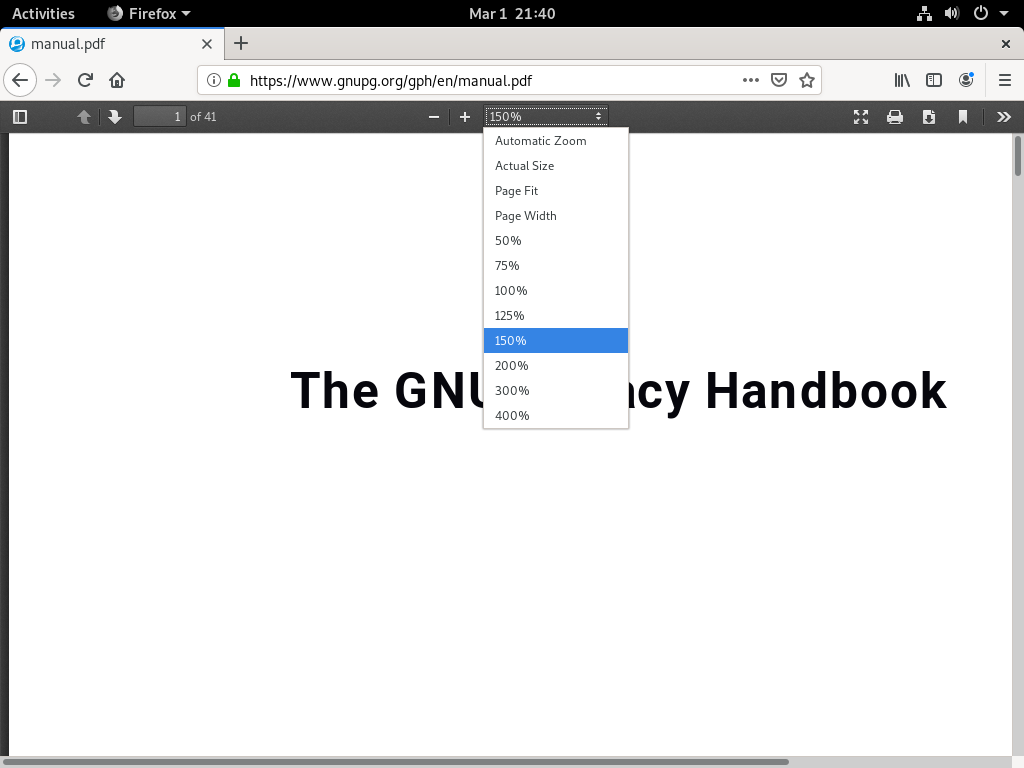 Activities Firefox Mar 1 21:40
manual.pdf
https://www.gnupg.org/gph/en/manual.pdf
1 of 41 150%
Automatic Zoom
Actual Size
Page Fit
Page Width
50%
75%
100%
125%
150%
200%
300%
400%
The GNU acy Handbook